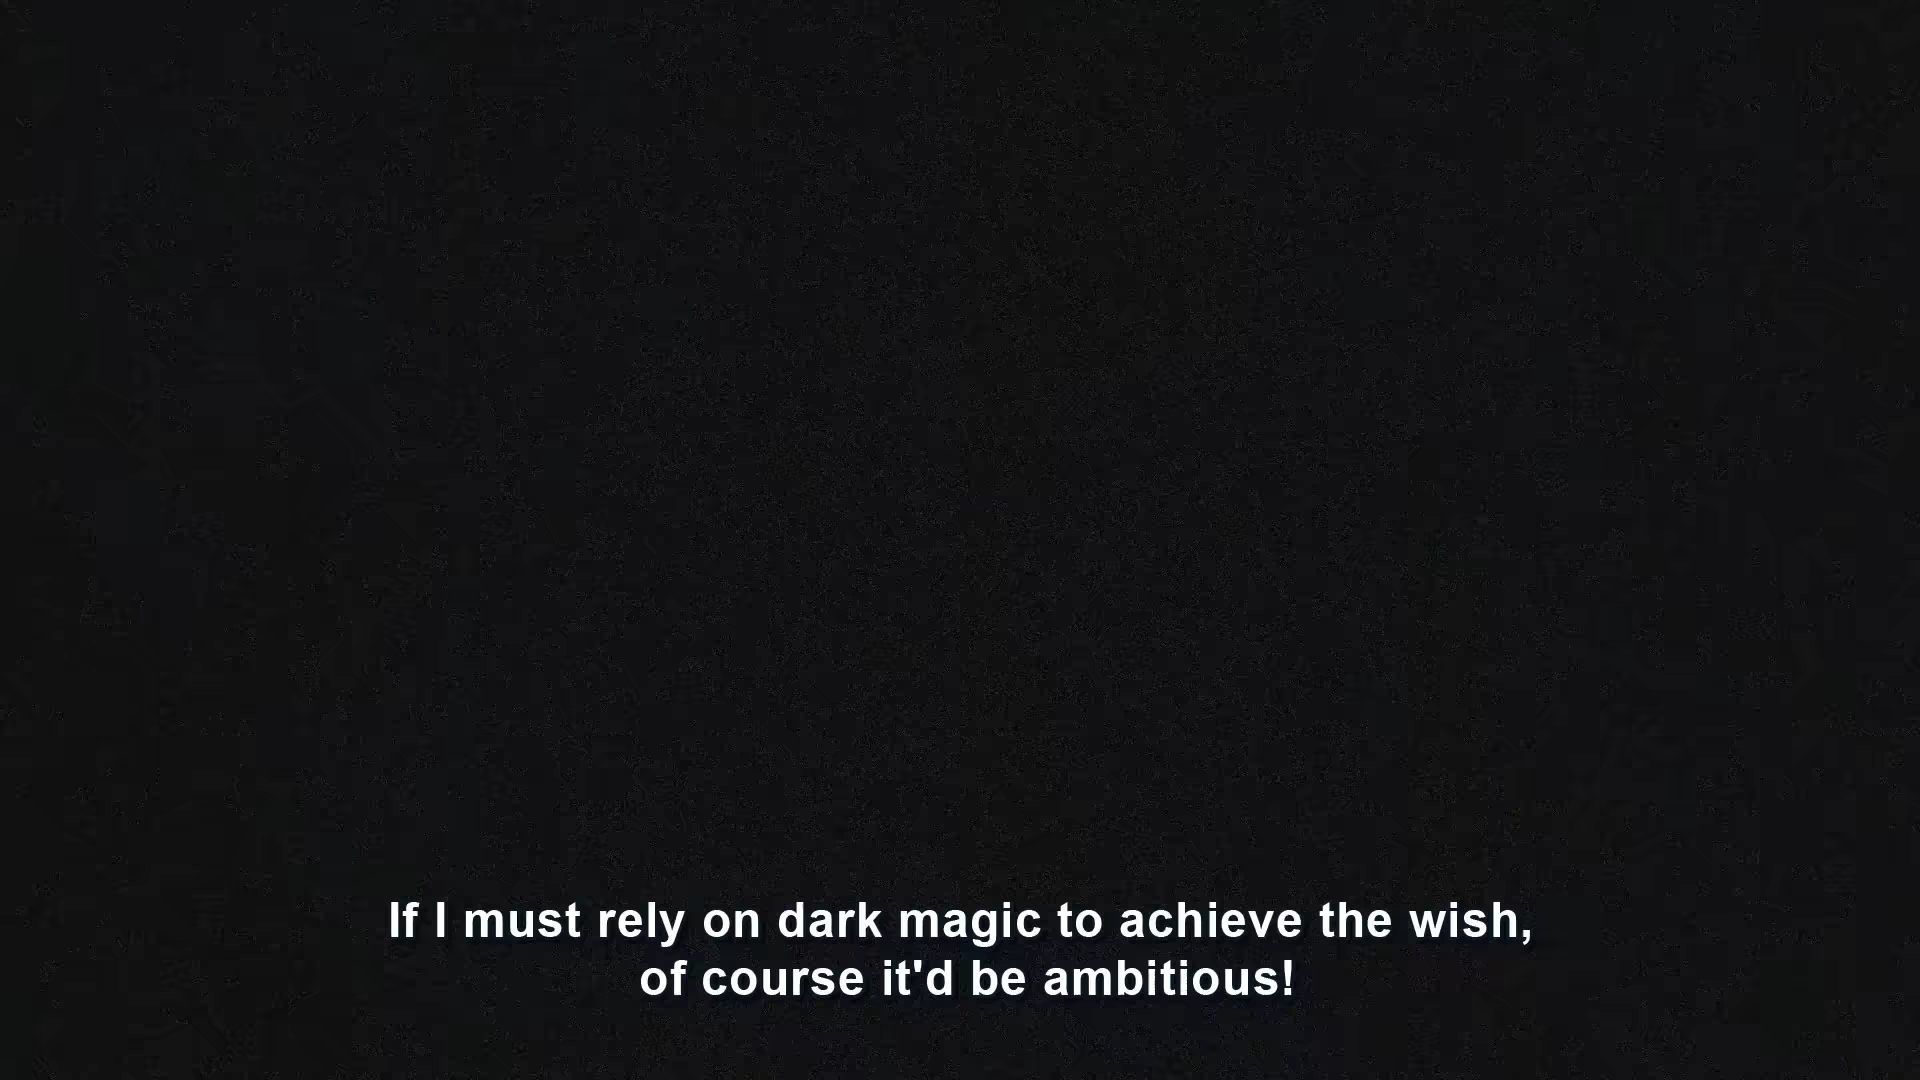 If I must rely on dark magic to achieve the wish,
of course it'd be ambitious!